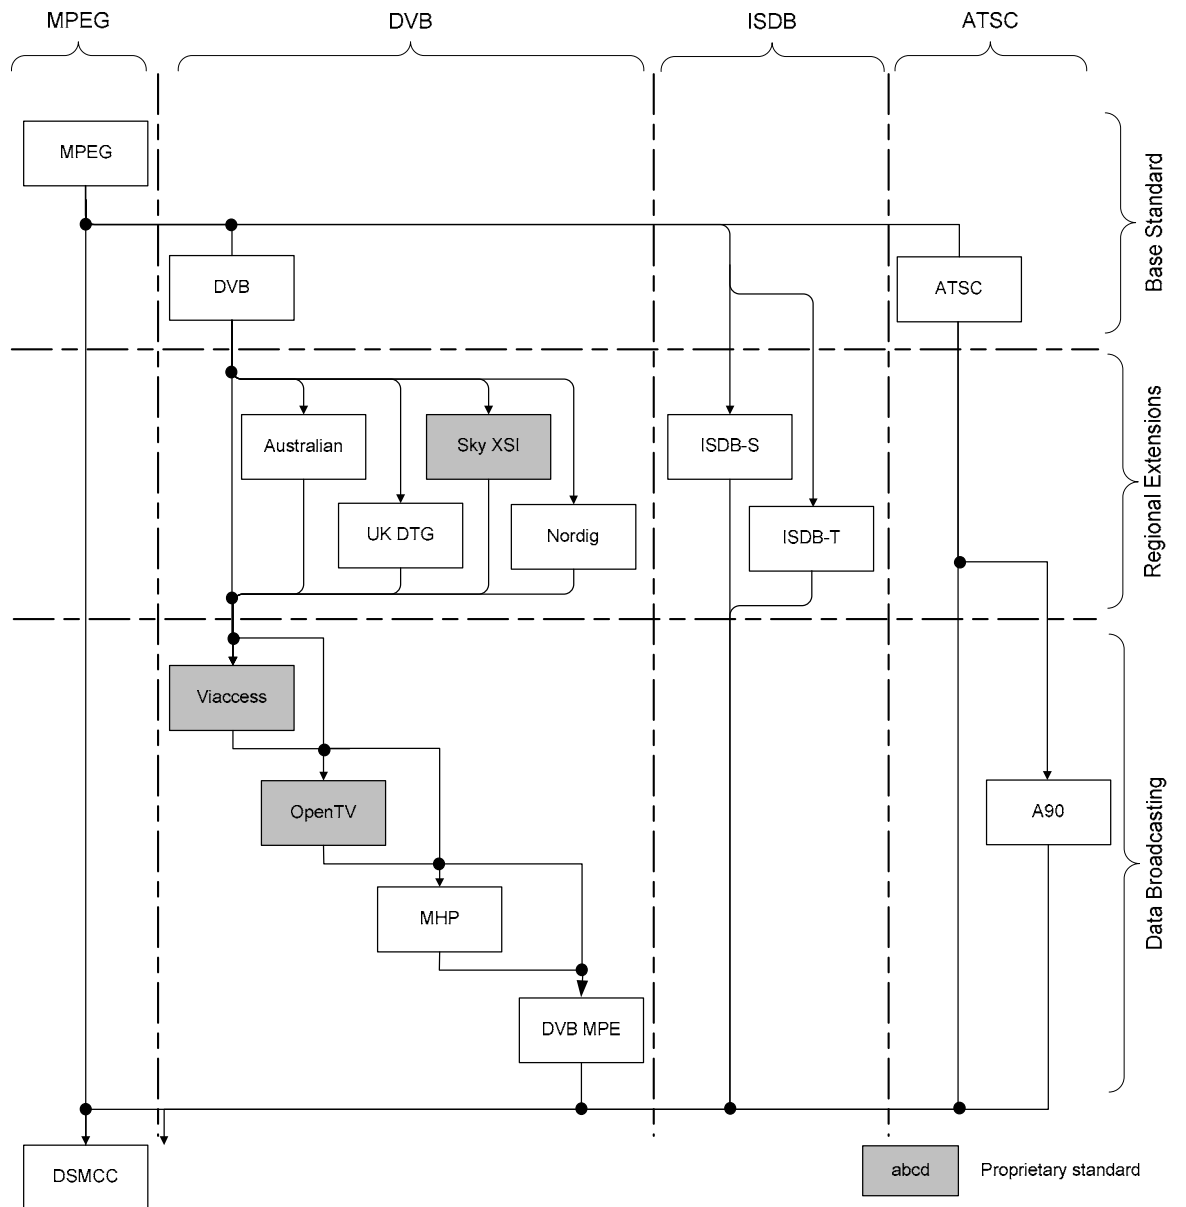 MPEG
DVB
ISDB
ATSC
MPEG
DVB
ATSC
Base Standard
Australian
Sky XSI
ISDB-S
UK DTG
Nordig
ISDB-T
Regional Extensions
Viaccess
OpenTV
A90
MHP
Data Broadcasting
DVB MPE
DSMCC
abcd
Proprietary standard